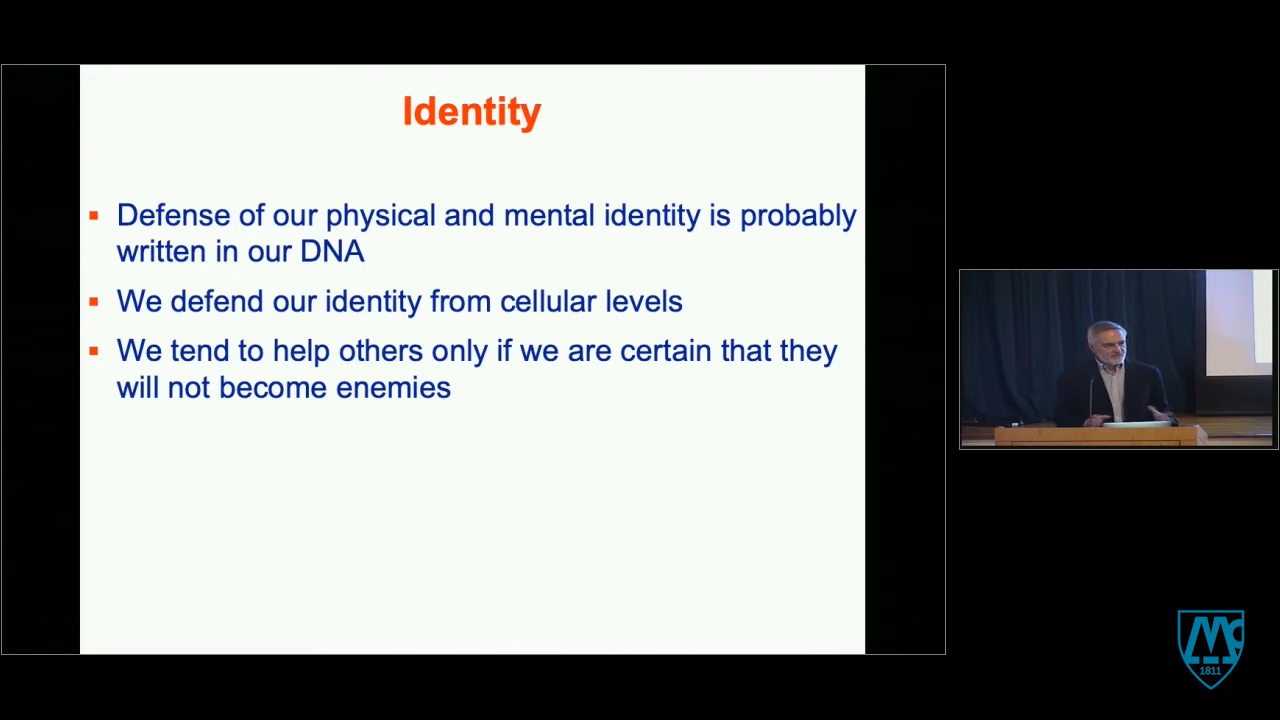 Identity
Defense of our physical and mental identity is probably
written in our DNA
We defend our identity from cellular levels
We tend to help others only if we are certain that they
will not become enemies
Mc
1811